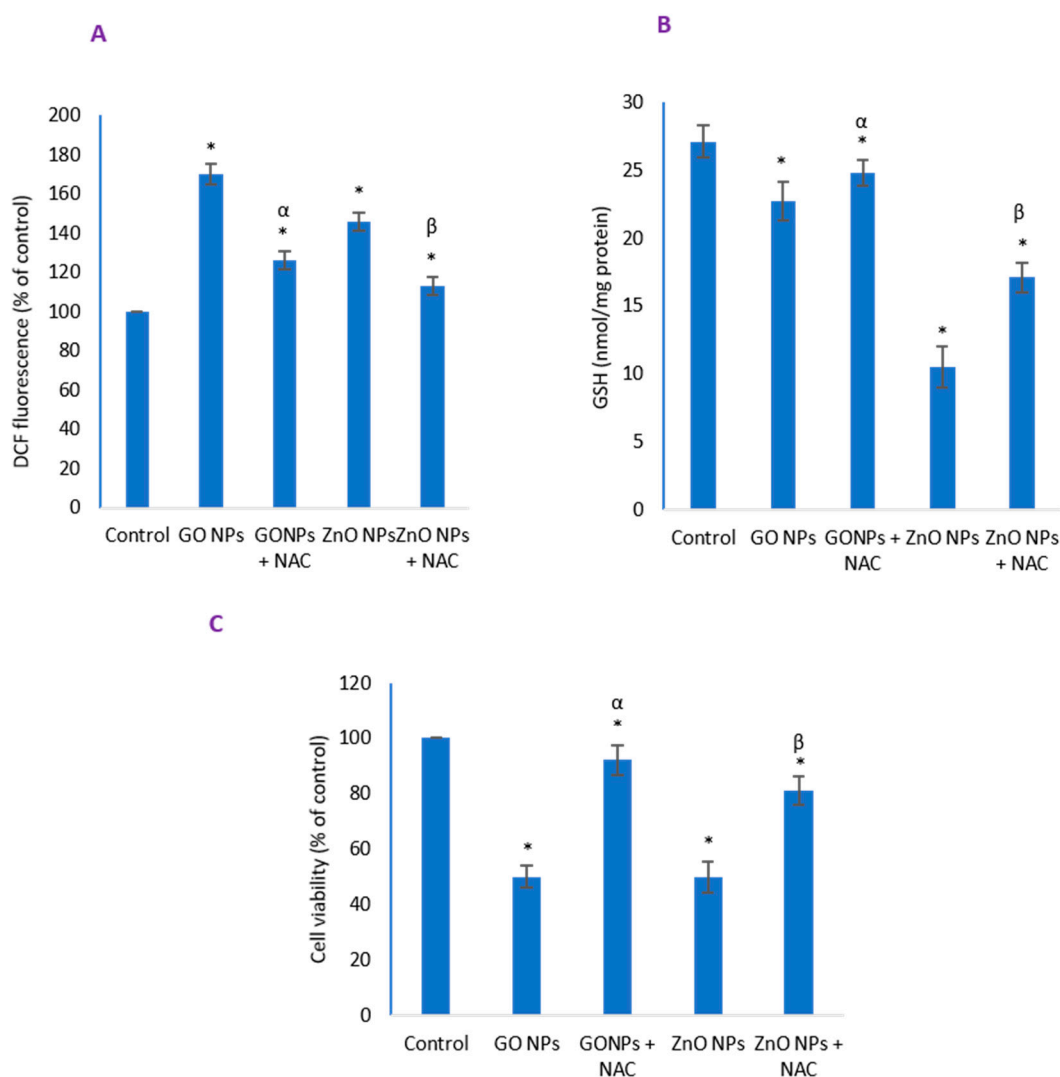 A
DCF fluorescence (% of control)
200
180
160
140
120
100
80
60
40
20
0
*
α
*
*
β
*
Control GO NPs GONPs ZnO NPs ZnO NPs
+ NAC + NAC
B
GSH (nmol/mg protein)
30
25
20
15
10
5
0
*
α
*
*
β
*
Control GO NPs GONPs + ZnO NPs ZnO NPs
NAC + NAC
C
Cell viability (% of control)
120
100
80
60
40
20
0
*
α
*
*
β
*
Control GO NPs GONPs + ZnO NPs ZnO NPs +
NAC NAC